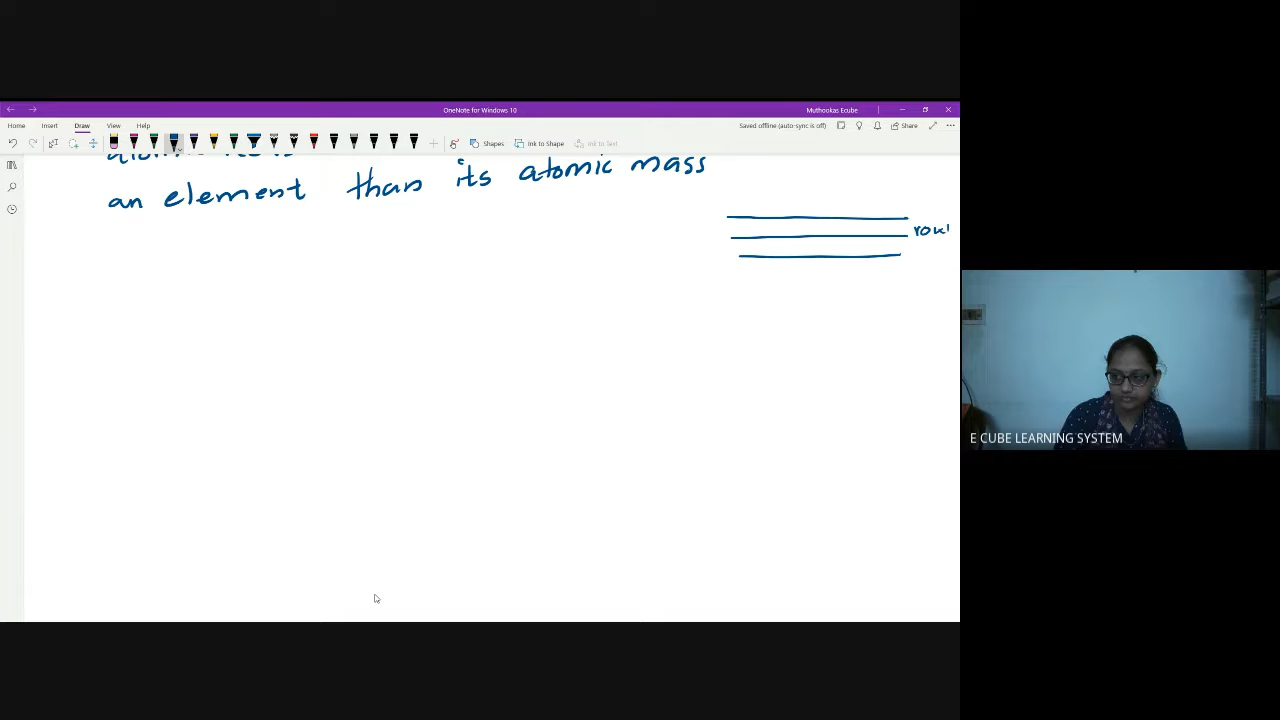 OneNote for Windows 10
Muthookas Ecube
Home Insert Draw View Help
Saved offline (auto-sync is off) Share
Shapes Ink to Shape Ink to Text
an element than its atomic mass
row
E CUBE LEARNING SYSTEM